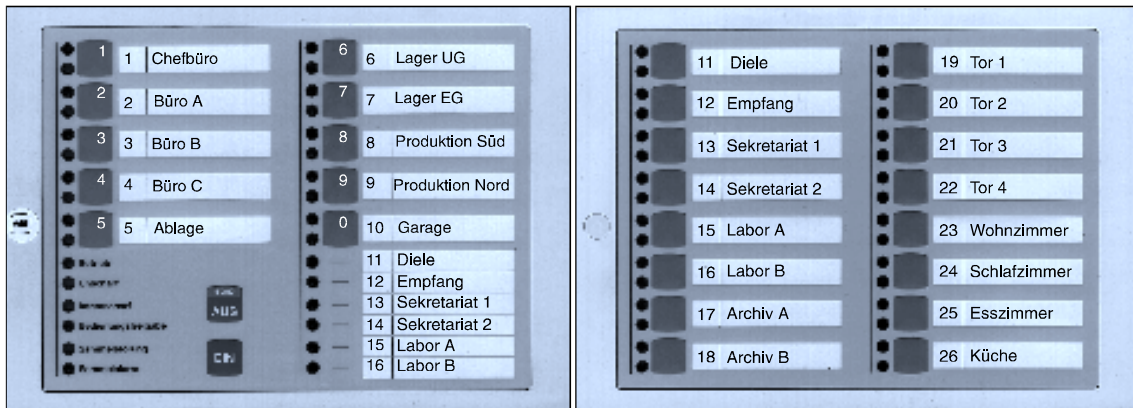 1 1 Chefbüro
2 2 Büro A
3 3 Büro B
4 4 Büro C
5 5 Ablage
Betrieb
AUS
EIN
6 6 Lager UG
7 7 Lager EG
8 8 Produktion Süd
9 9 Produktion Nord
0 10 Garage
11 Diele
12 Empfang
13 Sekretariat 1
14 Sekretariat 2
15 Labor A
16 Labor B
11 Diele
12 Empfang
13 Sekretariat 1
14 Sekretariat 2
15 Labor A
16 Labor B
17 Archiv A
18 Archiv B
19 Tor 1
20 Tor 2
21 Tor 3
22 Tor 4
23 Wohnzimmer
24 Schlafzimmer
25 Esszimmer
26 Küche